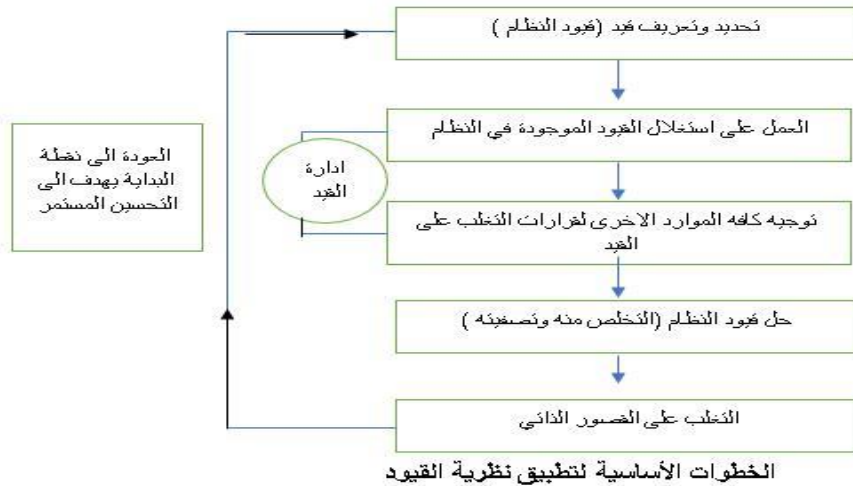 تحديد وتعريف قيد (قيود النظام )
العمل على استغلال القيود الموجودة في النظام
العودة الى نقطة
البداية بهدف الى
التحسين المستمر
ادارة
القيد
توجيه كافه الموارد الاخرى لقرارات التغلب على
القيد
حل قيود النظام (التخلص منه وتصفيته )
التغلب على القصور الذاتي
الخطوات الأساسية لتطبيق نظرية القيود